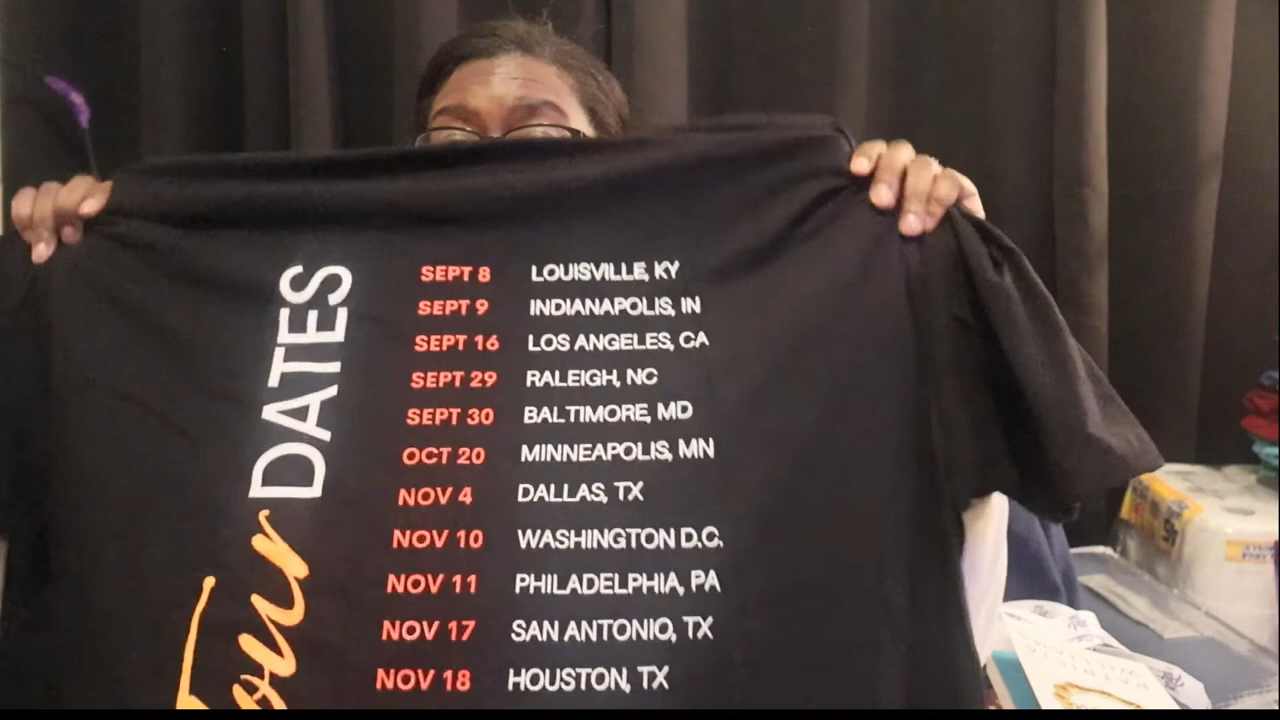 Tour DATES
SEPT 8 LOUISVILLE, KY
SEPT 9 INDIANAPOLIS, IN
SEPT 16 LOS ANGELES, CA
SEPT 29 RALEIGH, NC
SEPT 30 BALTIMORE, MD
OCT 20 MINNEAPOLIS, MN
NOV 4 DALLAS, TX
NOV 10 WASHINGTON D.C.
NOV 11 PHILADELPHIA, PA
NOV 17 SAN ANTONIO, TX
NOV 18 HOUSTON, TX